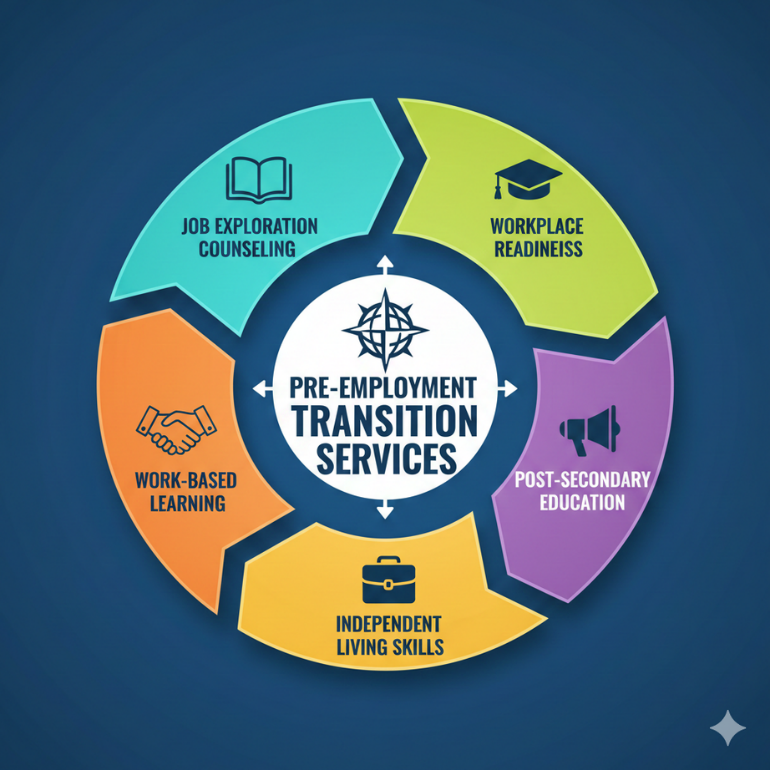 JOB EXPLORATION
COUNSELING
WORKPLACE
READINEISS
PRE-EMPLOYMENT
TRANSITION
SERVICES
WORK-BASED
LEARNING
POST-SECONDARY
EDUCATION
INDEPENDENT
LIVING SKILLS